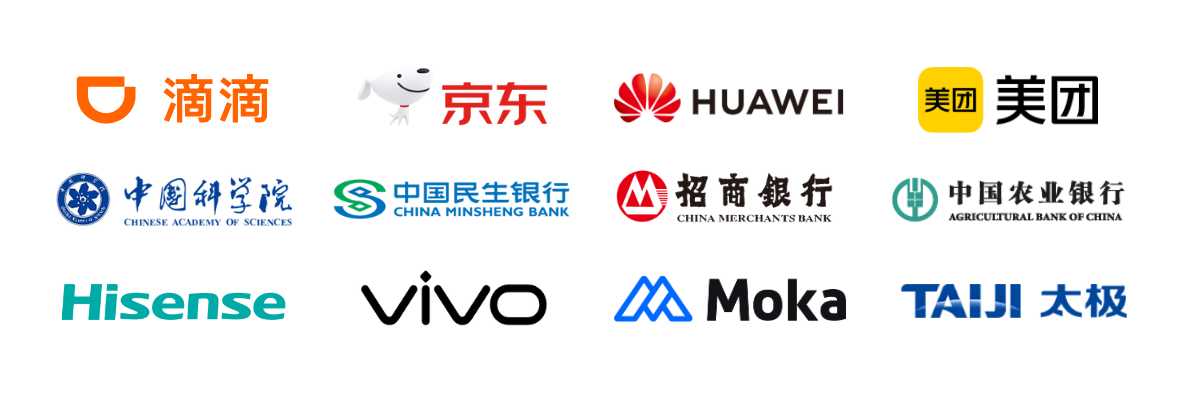 滴滴
京东
HUAWEI
美团
美团
中国科学院
CHINESE ACADEMY OF SCIENCES
中国民生银行
CHINA MINSHENG BANK
招商銀行
CHINA MERCHANTS BANK
中国农业银行
AGRICULTURAL BANK OF CHINA
Hisense
vivo
Moka
TAIJI 太极